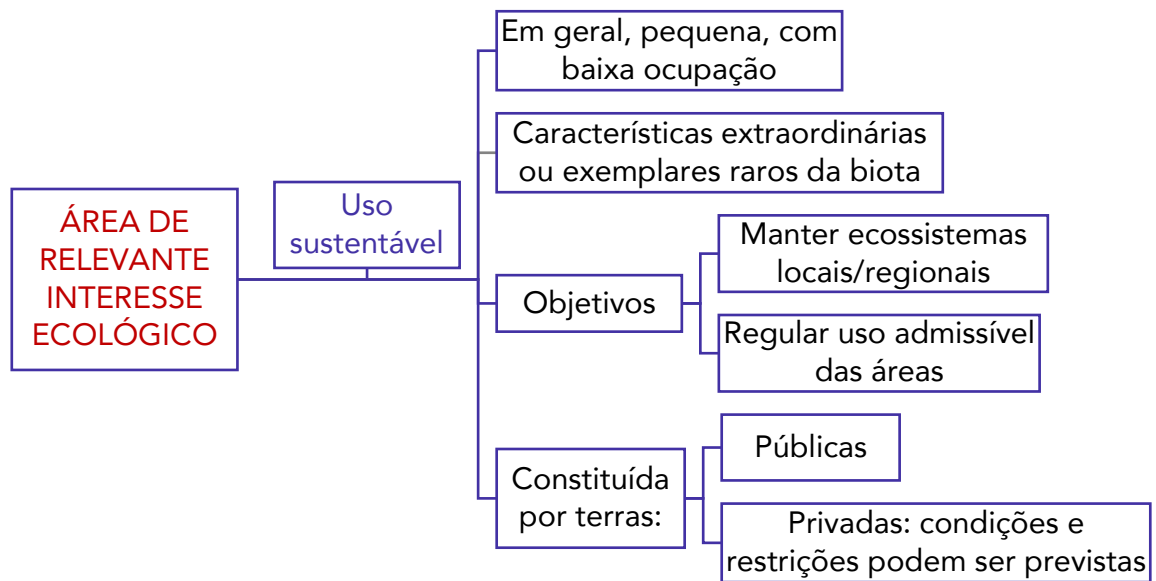 ÁREA DE
RELEVANTE
INTERESSE
ECOLÓGICO
Uso
sustentável
Em geral, pequena, com
baixa ocupação
Características extraordinárias
ou exemplares raros da biota
Objetivos
Manter ecossistemas
locais/regionais
Regular uso admissível
das áreas
Constituída
por terras:
Públicas
Privadas: condições e
restrições podem ser previstas